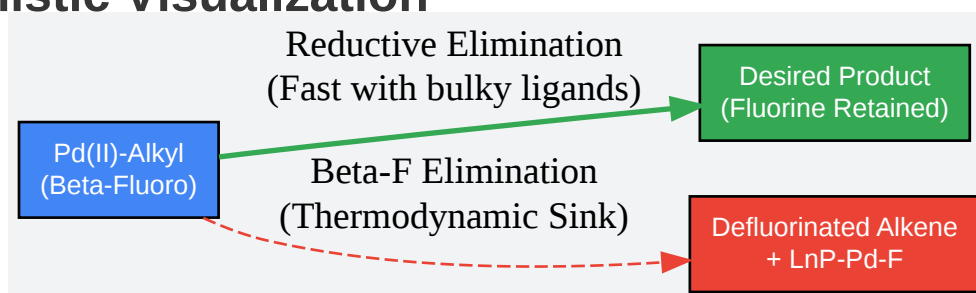 Visualization
Reductive Elimination
(Fast with bulky ligands)
Desired Product
(Fluorine Retained)
Pd(II)-Alkyl
(Beta-Fluoro)
Beta-F Elimination
(Thermodynamic Sink)
Defluorinated Alkene
+ LnP-Pd-F